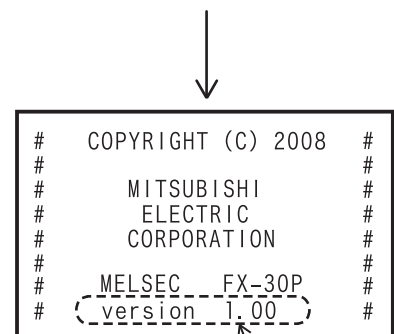 # COPYRIGHT (C) 2008 #
# #
# MITSUBISHI #
# ELECTRIC #
# CORPORATION #
# #
# MELSEC FX-30P #
# version 1.00 #